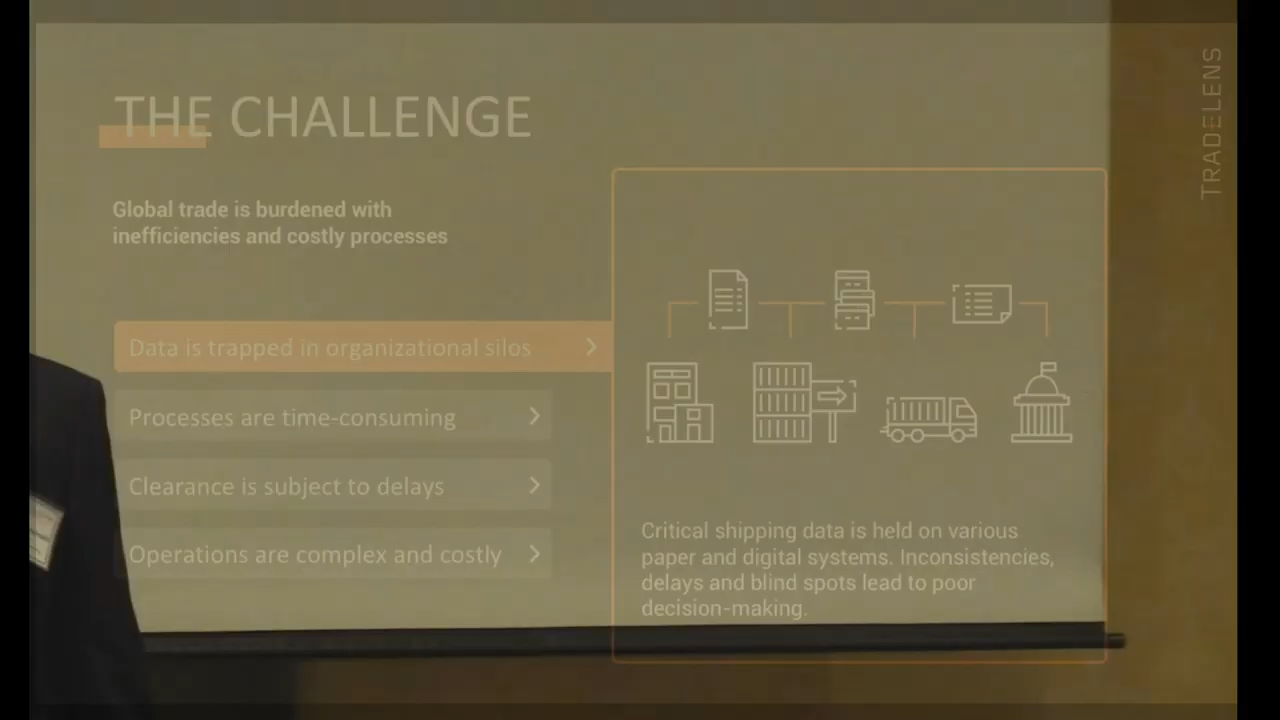 THE CHALLENGE
TRADELENS
Global trade is burdened with
inefficiencies and costly processes
Data is trapped in organizational silos
Processes are time-consuming
Clearance is subject to delays
Operations are complex and costly
Critical shipping data is held on various
paper and digital systems. Inconsistencies,
delays and blind spots lead to poor
decision-making.